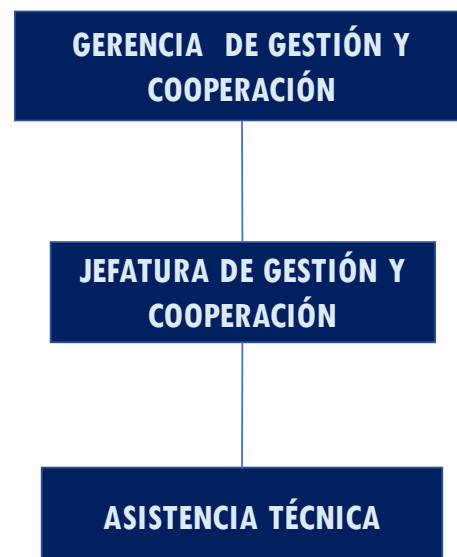 GERENCIA DE GESTIÓN Y
COOPERACIÓN
JEFATURA DE GESTIÓN Y
COOPERACIÓN
ASISTENCIA TÉCNICA